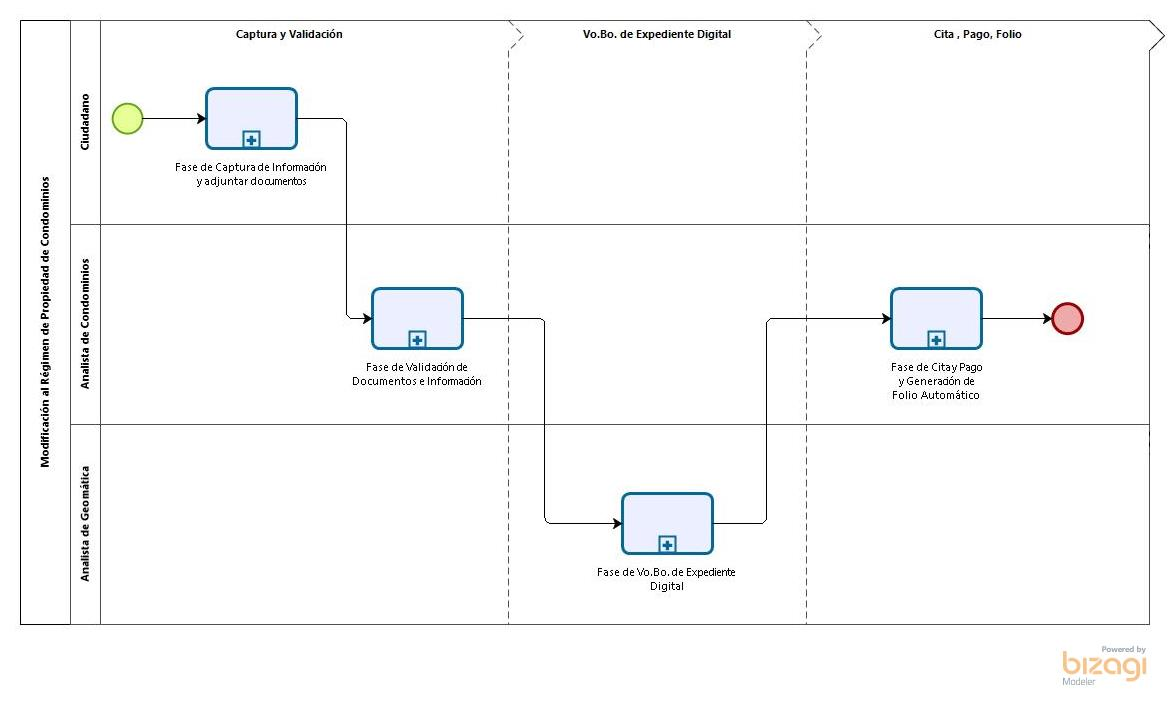 Captura y Validación
Vo.Bo. de Expediente Digital
Cita , Pago, Folio
Modificación al Régimen de Propiedad de Condominios
Ciudadano
Fase de Captura de Información
y adjuntar documentos
Analista de Condominios
Fase de Validación de
Documentos e Información
Fase de Cita y Pago
y Generación de
Folio Automático
Analista de Geomática
Fase de Vo.Bo. de Expediente
Digital
Powered by
bizagi
Modeler